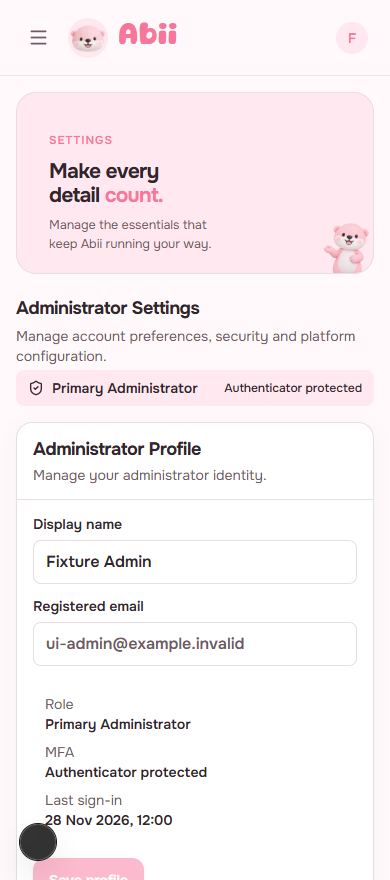 Abii
F
SETTINGS
Make every
detail count.
Manage the essentials that
keep Abii running your way.
Administrator Settings
Manage account preferences, security and platform
configuration.
Primary Administrator
Authenticator protected
Administrator Profile
Manage your administrator identity.
Display name
Fixture Admin
Registered email
ui-admin@example.invalid
Role
Primary Administrator
MFA
Authenticator protected
Last sign-in
28 Nov 2026, 12:00
Save profile